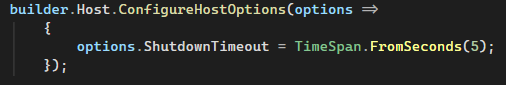 builder.Host.ConfigureHostOptions(options =>
{
options.ShutdownTimeout = TimeSpan.FromSeconds(5);
});